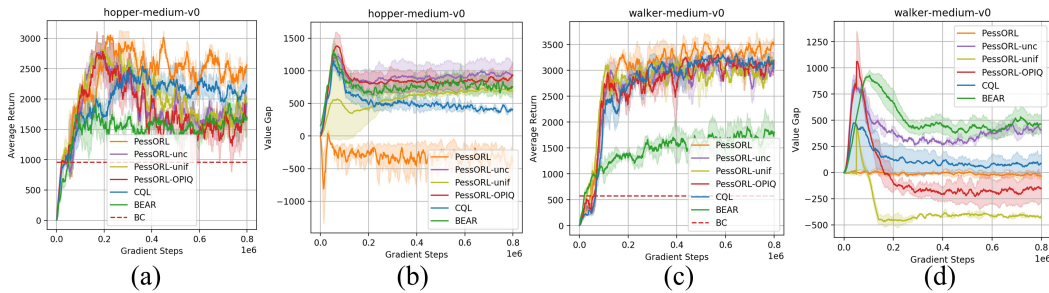 hopper-medium-v0
Average Return
3000
2500
2000
1500
1000
500
0
PessORL
PessORL-unc
PessORL-unif
PessORL-OPIQ
CQL
BEAR
BC
0.0 0.2 0.4 0.6 0.8
1e6
Gradient Steps
(a)
hopper-medium-v0
Value Gap
1500
1000
500
0
−500
−1000
PessORL
PessORL-unc
PessORL-unif
PessORL-OPIQ
CQL
BEAR
0.0 0.2 0.4 0.6 0.8
1e6
Gradient Steps
(b)
walker-medium-v0
Average Return
3500
3000
2500
2000
1500
1000
500
0
PessORL
PessORL-unc
PessORL-unif
PessORL-OPIQ
CQL
BEAR
BC
0.0 0.2 0.4 0.6 0.8
1e6
Gradient Steps
(c)
walker-medium-v0
Value Gap
1250
1000
750
500
250
0
−250
−500
PessORL
PessORL-unc
PessORL-unif
PessORL-OPIQ
CQL
BEAR
0.0 0.2 0.4 0.6 0.8
1e6
Gradient Steps
(d)